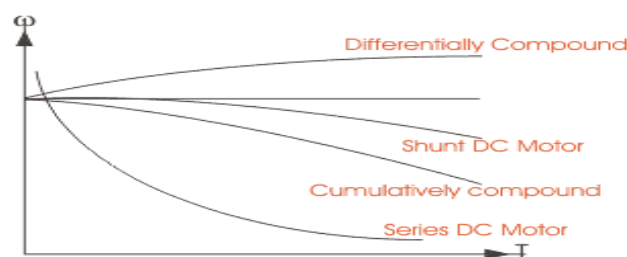 ω
Differentially Compound
Shunt DC Motor
Cumulatively compound
Series DC Motor
T